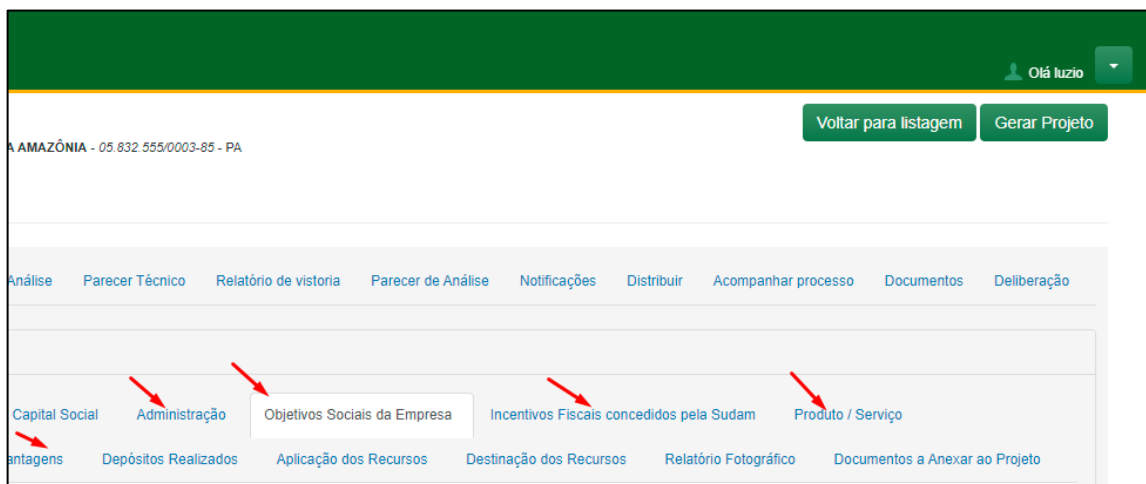 Olá luzio
Voltar para listagem Gerar Projeto
A AMAZÔNIA - 05.832.555/0003-85 - PA
Análise Parecer Técnico Relatório de vistoria Parecer de Análise Notificações Distribuir Acompanhar processo Documentos Deliberação
Capital Social Administração Objetivos Sociais da Empresa Incentivos Fiscais concedidos pela Sudam Produto / Serviço
antagens Depósitos Realizados Aplicação dos Recursos Destinação dos Recursos Relatório Fotográfico Documentos a Anexar ao Projeto